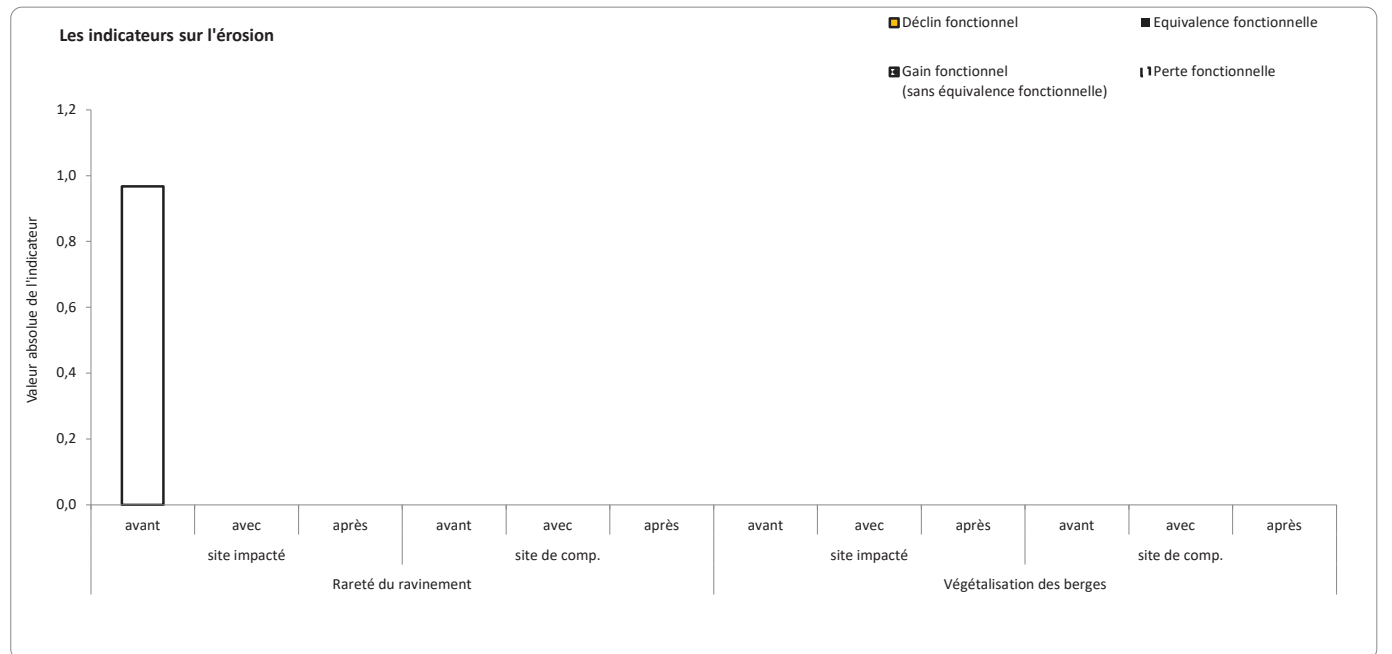 Les indicateurs sur l'érosion
Déclin fonctionnel
Equivalence fonctionnelle
Gain fonctionnel
(sans équivalence fonctionnelle)
Perte fonctionnelle
Valeur absolue de l'indicateur
1,2
1,0
0,8
0,6
0,4
0,2
0,0
avant avec après avant avec après avant avec après avant avec après
site impacté site de comp. site impacté site de comp.
Rareté du ravinement Végétalisation des berges